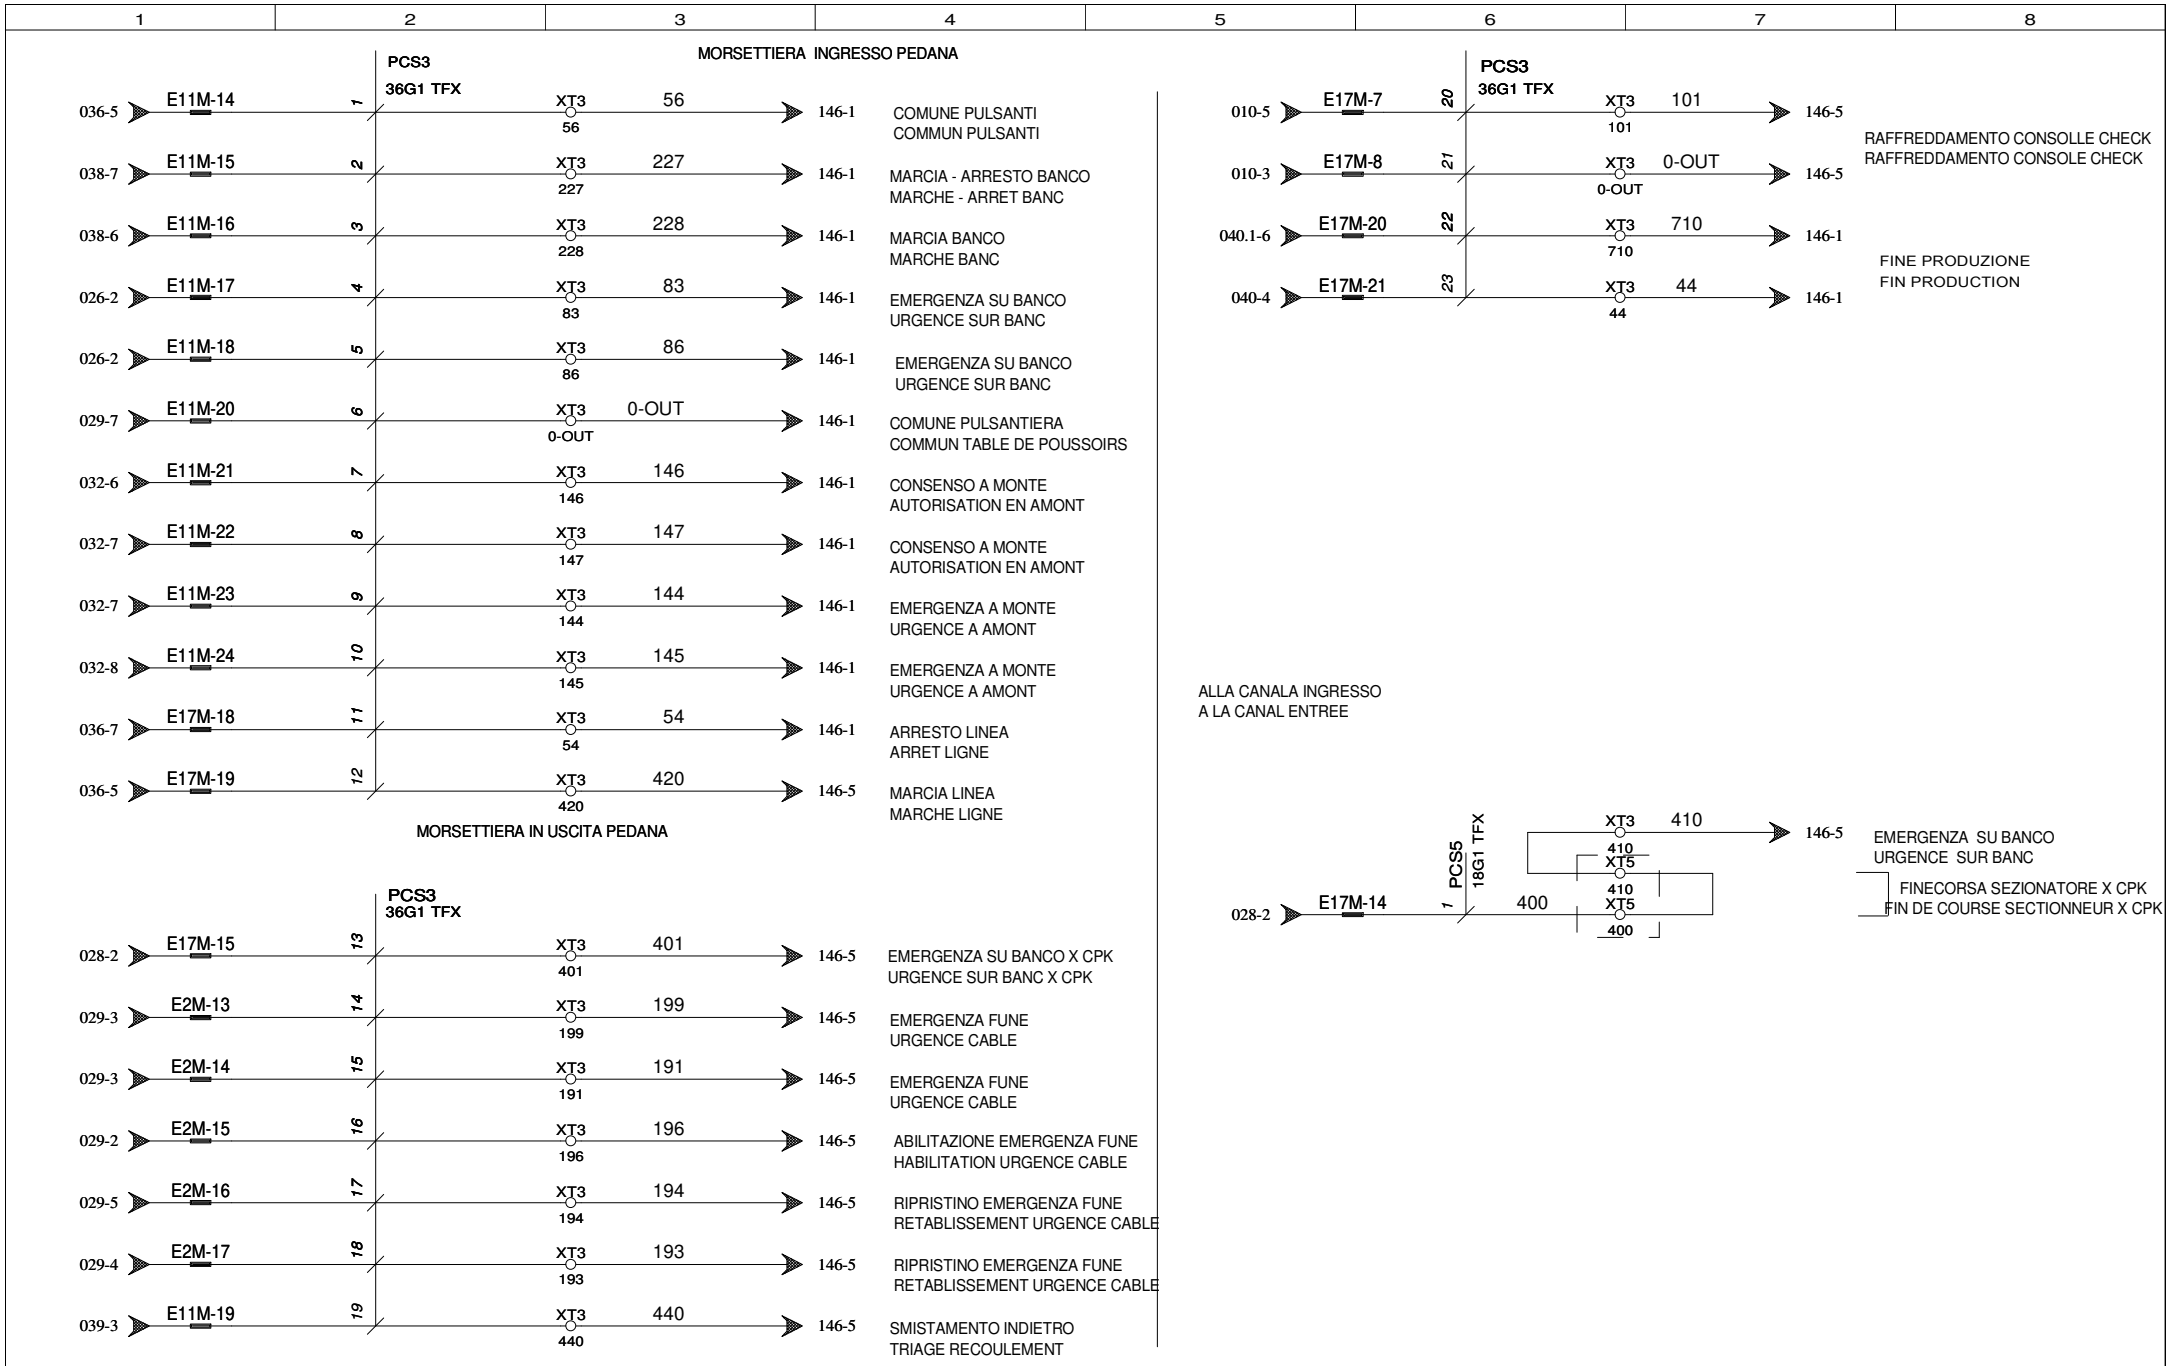 1 2 3 4 5 6 7 8
MORSETTIERA INGRESSO PEDANA
PCS3
36G1 TFX
036-5 E11M-14 1 XT3 56 146-1 COMUNE PULSANTI
56 COMMUN PULSANTI
038-7 E11M-15 2 XT3 227 146-1 MARCIA - ARRESTO BANCO
227 MARCHE - ARRET BANC
038-6 E11M-16 3 XT3 228 146-1 MARCIA BANCO
228 MARCHE BANC
026-2 E11M-17 4 XT3 83 146-1 EMERGENZA SU BANCO
83 URGENCE SUR BANC
026-2 E11M-18 5 XT3 86 146-1 EMERGENZA SU BANCO
86 URGENCE SUR BANC
029-7 E11M-20 6 XT3 0-OUT 146-1 COMUNE PULSANTIERA
0-OUT COMMUN TABLE DE POUSSOIRS
032-6 E11M-21 7 XT3 146 146-1 CONSENSO A MONTE
146 AUTORISATION EN AMONT
032-7 E11M-22 8 XT3 147 146-1 CONSENSO A MONTE
147 AUTORISATION EN AMONT
032-7 E11M-23 9 XT3 144 146-1 EMERGENZA A MONTE
144 URGENCE A AMONT
032-8 E11M-24 10 XT3 145 146-1 EMERGENZA A MONTE
145 URGENCE A AMONT
036-7 E17M-18 11 XT3 54 146-1 ARRESTO LINEA
54 ARRET LIGNE
036-5 E17M-19 12 XT3 420 146-5 MARCIA LINEA
420 MARCHE LIGNE
MORSETTIERA IN USCITA PEDANA
PCS3
36G1 TFX
028-2 E17M-15 13 XT3 401 146-5 EMERGENZA SU BANCO X CPK
401 URGENCE SUR BANC X CPK
029-3 E2M-13 14 XT3 199 146-5 EMERGENZA FUNE
199 URGENCE CABLE
029-3 E2M-14 15 XT3 191 146-5 EMERGENZA FUNE
191 URGENCE CABLE
029-2 E2M-15 16 XT3 196 146-5 ABILITAZIONE EMERGENZA FUNE
196 HABILITATION URGENCE CABLE
029-5 E2M-16 17 XT3 194 146-5 RIPRISTINO EMERGENZA FUNE
194 RETABLISSEMENT URGENCE CABLE
029-4 E2M-17 18 XT3 193 146-5 RIPRISTINO EMERGENZA FUNE
193 RETABLISSEMENT URGENCE CABLE
039-3 E11M-19 19 XT3 440 146-5 SMISTAMENTO INDIETRO
440 TRIAGE RECOULEMENT
PCS3
36G1 TFX
010-5 E17M-7 20 XT3 101 146-5
101
RAFFREDDAMENTO CONSOLLE CHECK
RAFFREDDAMENTO CONSOLE CHECK
010-3 E17M-8 21 XT3 0-OUT 146-5
0-OUT
040.1-6 E17M-20 22 XT3 710 146-1
710
FINE PRODUZIONE
FIN PRODUCTION
040-4 E17M-21 23 XT3 44 146-1
44
ALLA CANALA INGRESSO
A LA CANAL ENTREE
PCS5
18G1 TFX
XT3 410 146-5 EMERGENZA SU BANCO
410 URGENCE SUR BANC
XT5
410
FINECORSA SEZIONATORE X CPK
FIN DE COURSE SECTIONNEUR X CPK
028-2 E17M-14 1 400 XT5
400